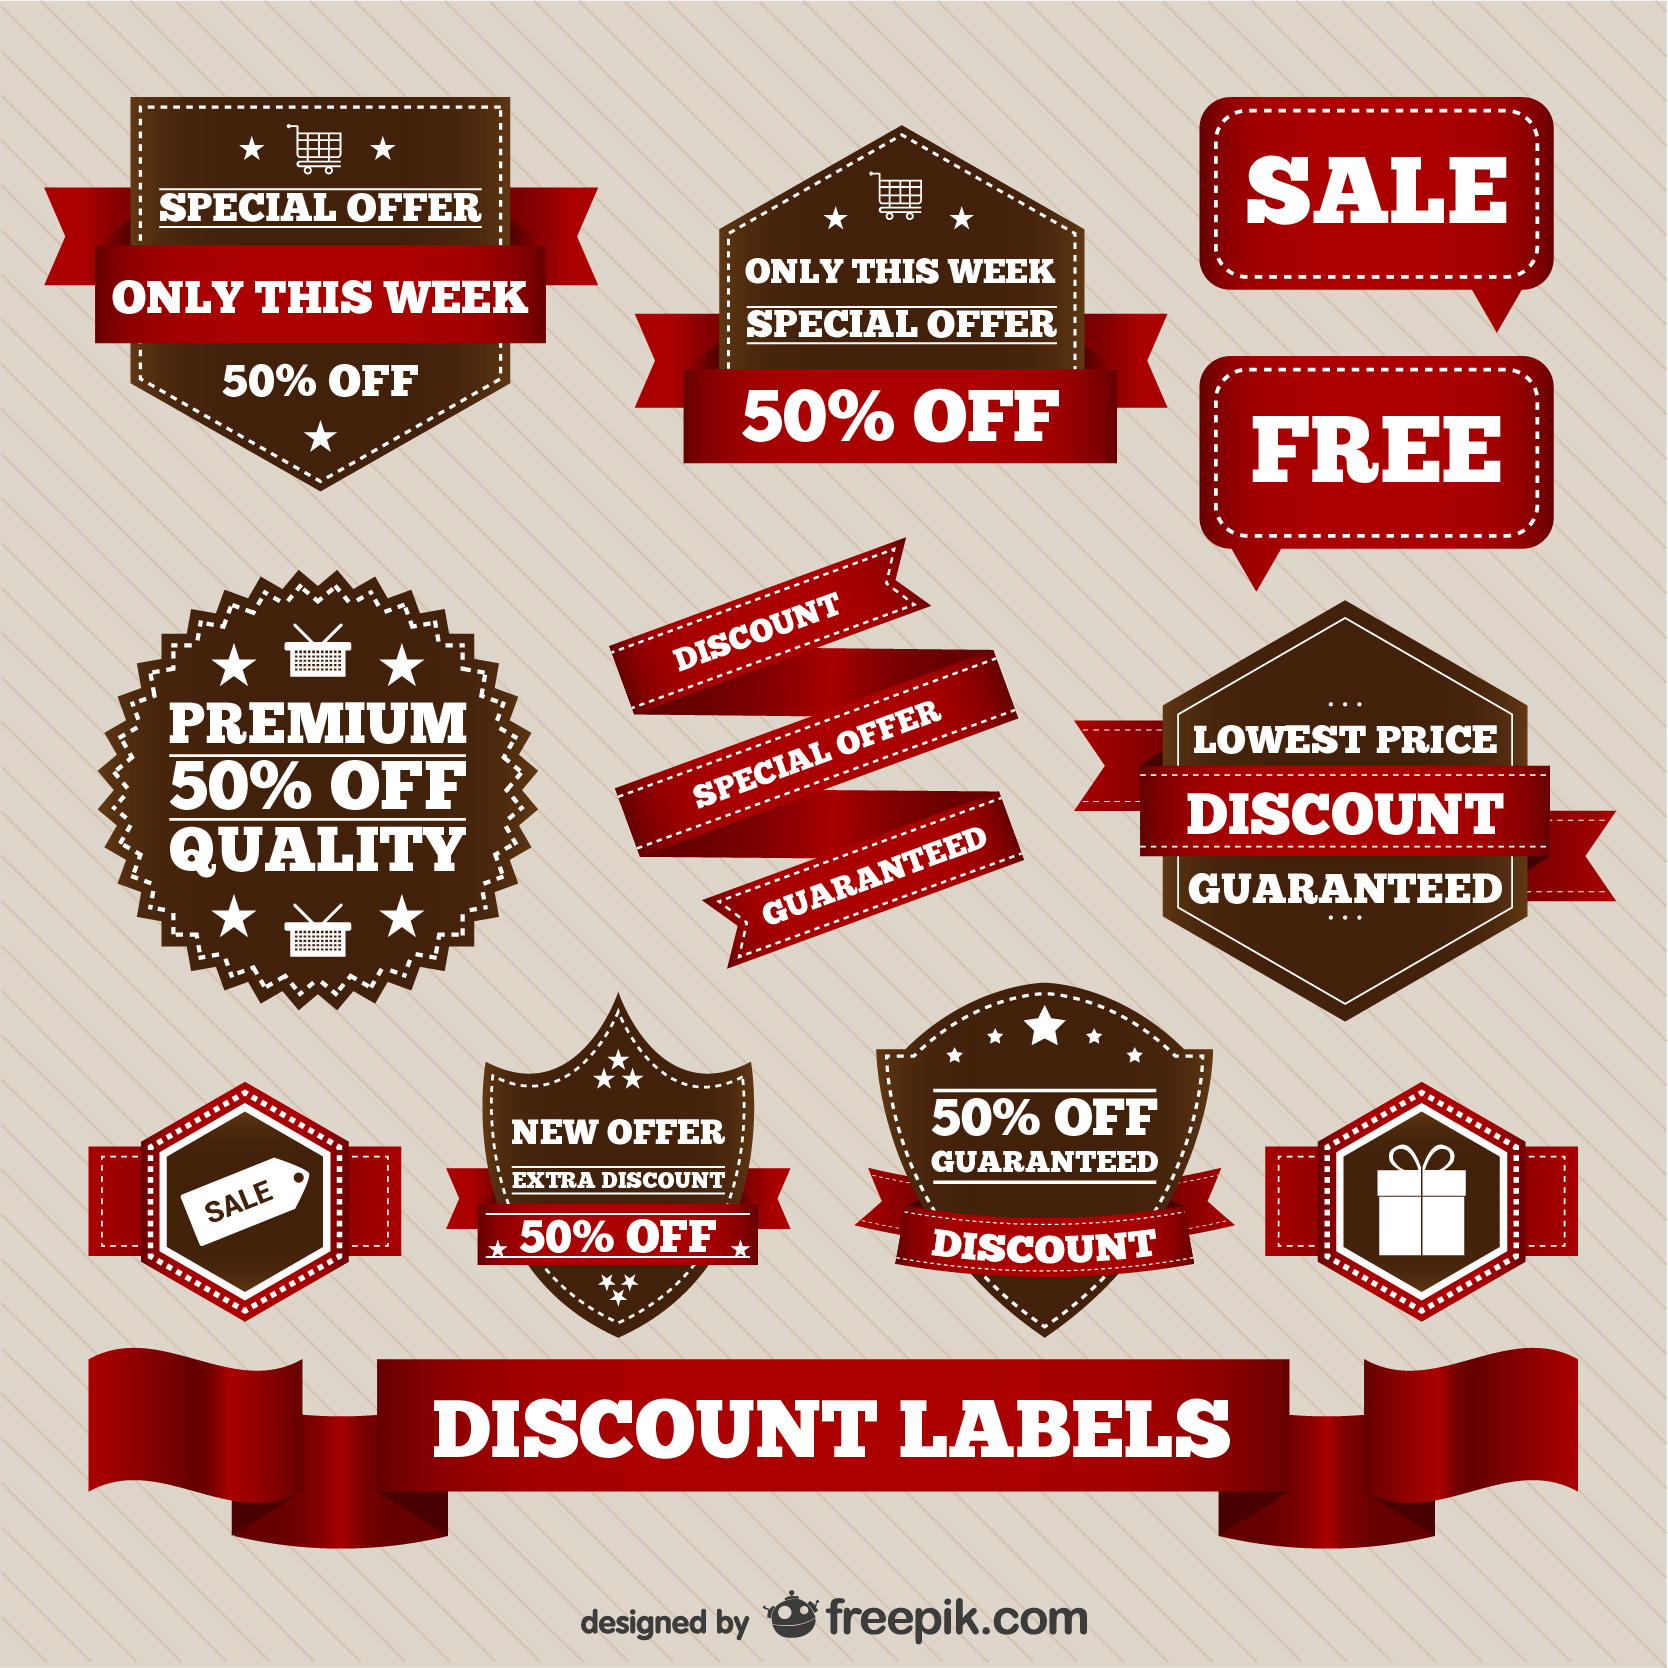 SPECIAL OFFER
ONLY THIS WEEK
50% OFF
ONLY THIS WEEK
SPECIAL OFFER
50% OFF
SALE
FREE
PREMIUM
50% OFF
QUALITY
DISCOUNT
SPECIAL OFFER
GUARANTEED
LOWEST PRICE
DISCOUNT
GUARANTEED
SALE
NEW OFFER
EXTRA DISCOUNT
50% OFF
50% OFF
GUARANTEED
DISCOUNT
DISCOUNT LABELS
designed by freepik.com